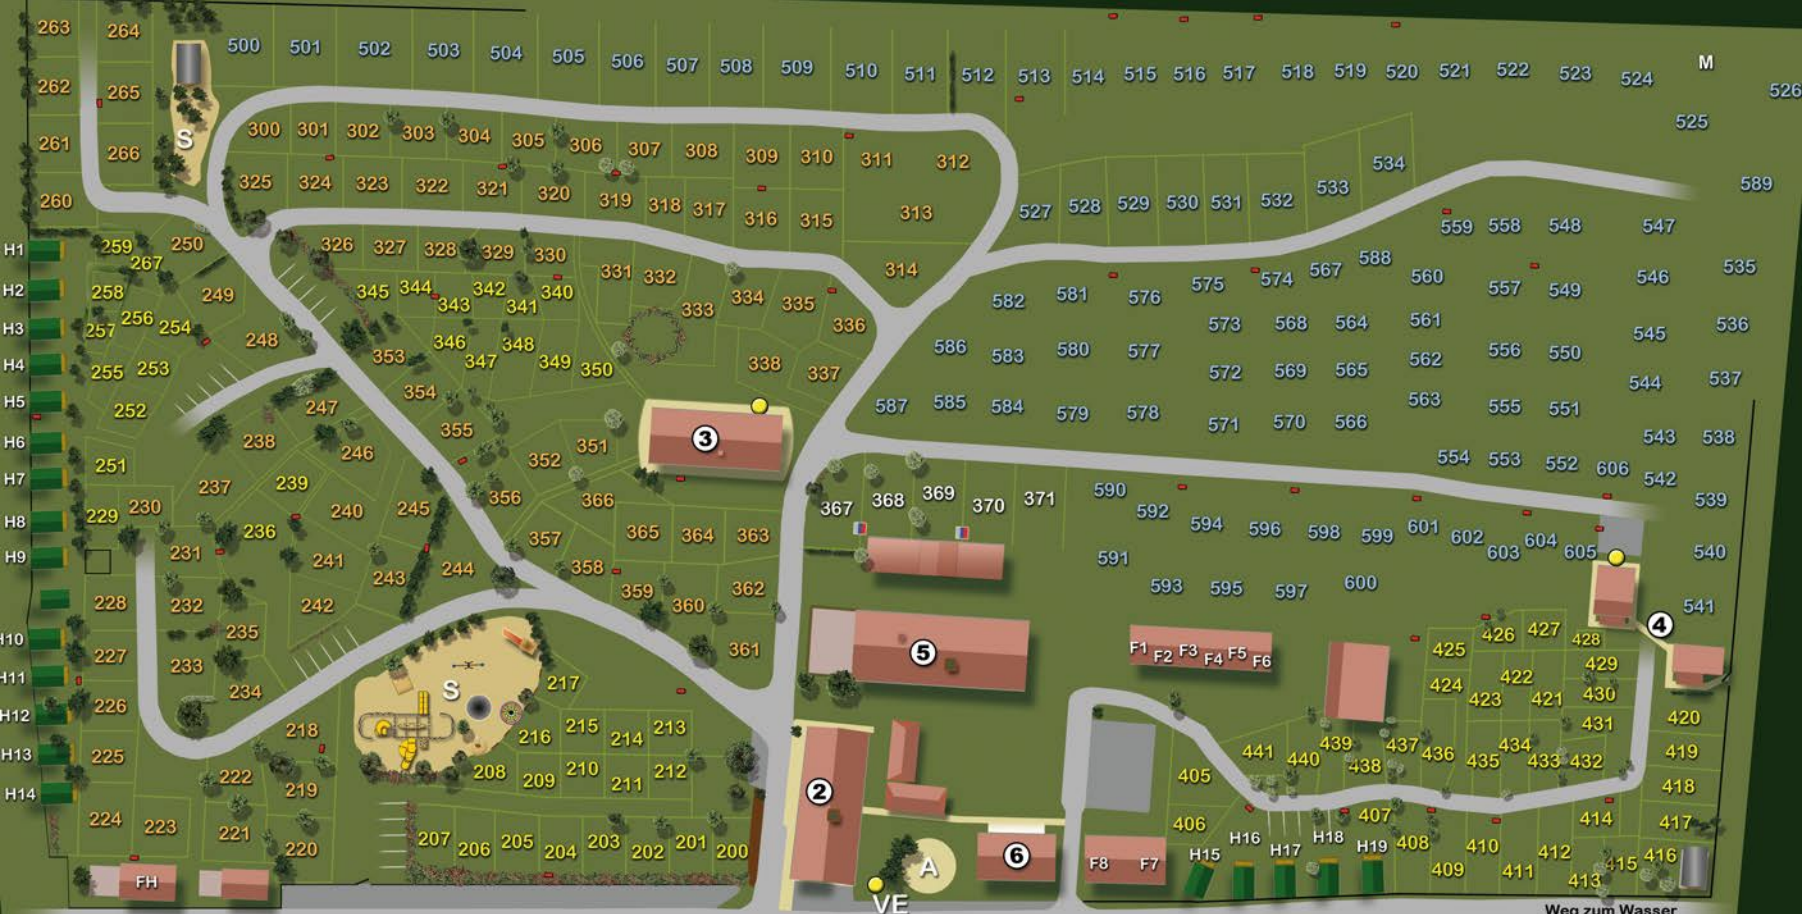 263 264 500 501 502 503 504 505 506 507 508 509 510 511 512 513 514 515 516 517 518 519 520 521 522 523 524 M
262 265 526
525
261 266 S 300 301 302 303 304 305 306 307 308 309 310 311 312 534
260 325 324 323 322 321 320 319 318 317 316 315 313 527 528 529 530 531 532 533 589
H1 259 267 250 326 327 328 329 330 331 332 314 559 558 548 547
H2 258 249 345 344 343 342 341 340 333 334 335 582 581 576 575 574 567 588 560 557 549 546 535
H3 257 256 254 248 346 347 348 349 350 336 586 583 580 577 573 568 564 561 562 556 550 545 536
H4 255 253 353 338 337 572 569 565 544 537
H5 252 247 354 587 585 584 579 578 571 570 566 563 555 551
H6 238 246 355 352 351 3 554 553 552 606 543 538
H7 251 237 239 542
H8 229 230 236 240 245 356 366 367 368 369 370 371 590 592 594 596 598 599 601 602 603 604 605 539
H9 231 241 243 244 357 358 365 364 363 591 540
228 232 242 359 360 362 593 595 597 600 541
H10 235 361 5 F1 F2 F3 F4 F5 F6 425 426 427 428 4
H11 227 233 234 S 217 424 423 422 421 429 430
H12 226 218 216 215 214 213 431 420
H13 225 222 219 208 209 210 211 212 441 440 439 438 437 436 435 434 433 432 419
H14 2 405 418
224 223 221 220 207 206 205 204 203 202 201 200 406 407 408 414 417
FH A 6 F8 F7 H15 H16 H17 H18 H19 409 410 411 412 413 415 416
VE Weg zum Wasser